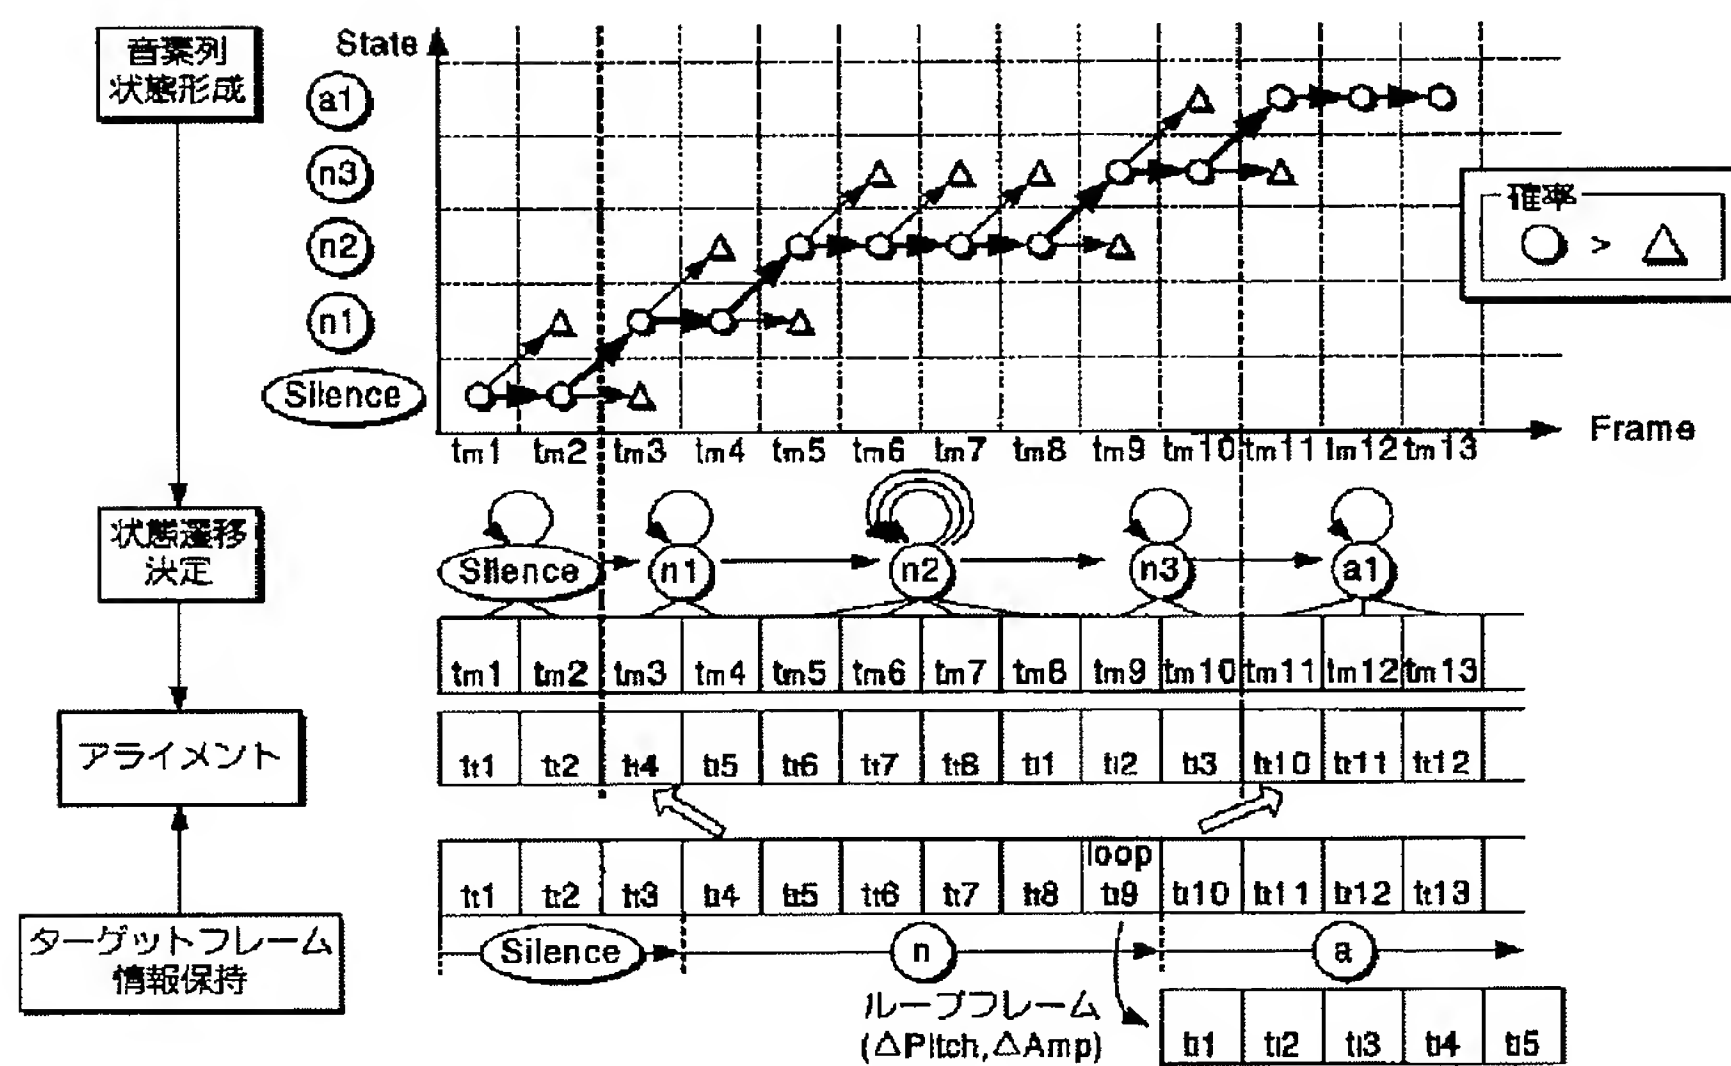 音素列
状態形成
State
a1
n3
n2
n1
Silence
確率
○ > △
tm1 tm2 tm3 tm4 tm5 tm6 tm7 tm8 tm9 tm10 tm11 tm12 tm13
Frame
状態遷移
決定
Silence n1 n2 n3 a1
tm1 tm2 tm3 tm4 tm5 tm6 tm7 tm8 tm9 tm10 tm11 tm12 tm13
アライメント
tt1 tt2 tt4 tt5 tt6 tt7 tt8 tl1 tl2 tl3 tt10 tt11 tt12
loop
tt1 tt2 tt3 tt4 tt5 tt6 tt7 tt8 tt9 tt10 tt11 tt12 tt13
ターゲットフレーム
情報保持
Silence n a
ループフレーム
(△Pitch,△Amp)
tl1 tl2 tl3 tl4 tl5